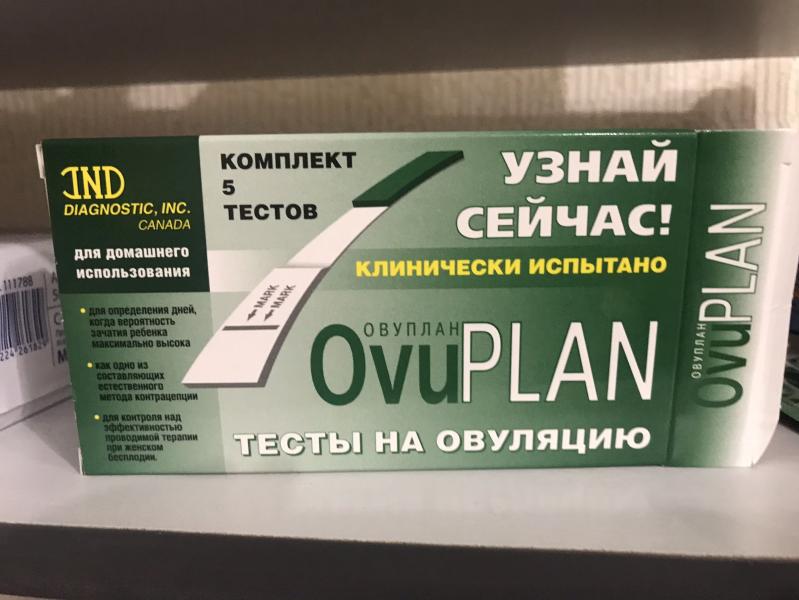 IND
DIAGNOSTIC, INC.
CANADA
для домашнего
использования
• для определения дней,
когда вероятность
зачатия ребенка
максимально высока
• как одно из
составляющих
естественного
метода контрацепции
• для контроля над
эффективностью
проводимой терапии
при женском
бесплодии.
КОМПЛЕКТ
5
ТЕСТОВ
MARK
MARK
УЗНАЙ
СЕЙЧАС!
КЛИНИЧЕСКИ ИСПЫТАНО
ОВУПЛАН
OvuPLAN
ТЕСТЫ НА ОВУЛЯЦИЮ
ОВУПЛАН
OvuPLAN
111788